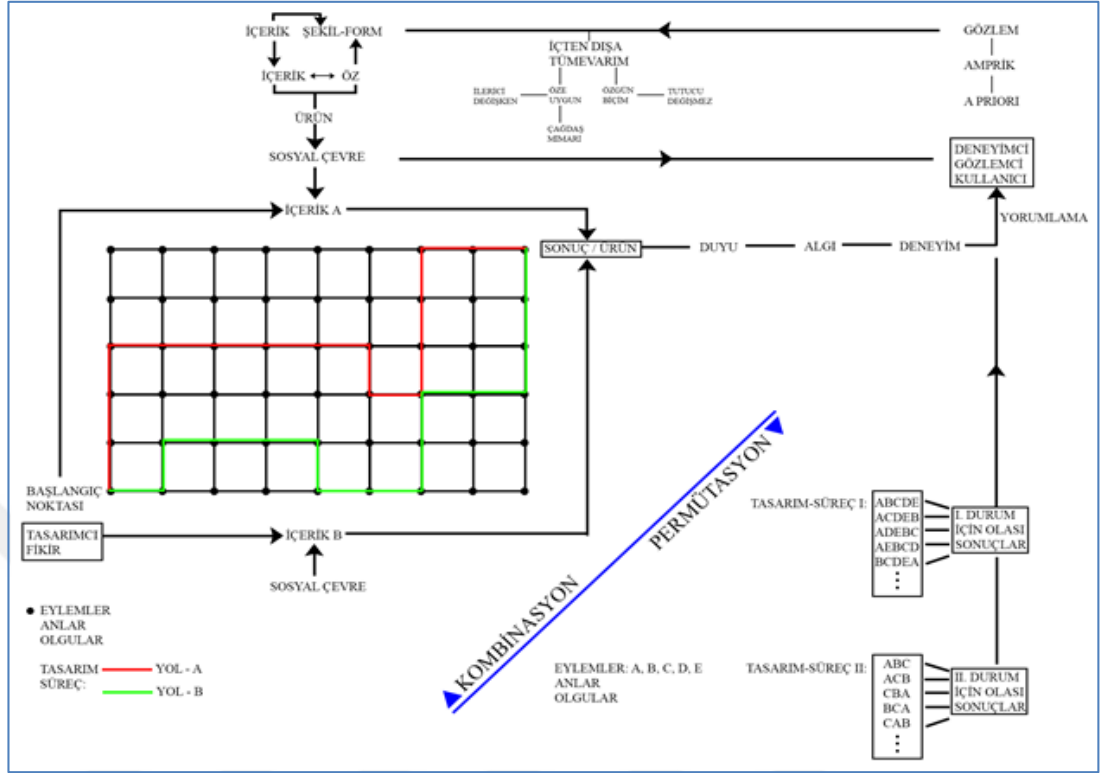 İÇERİK ŞEKİL-FORM
İÇERİK ÖZ
ÜRÜN
SOSYAL ÇEVRE
İÇERİK A
İÇTEN DIŞA
TÜMEVARIM
İLERİCİ
DEĞİŞKEN
ÖZE
UYGUN
ÖZGÜN
BİÇİM
TUTUCU
DEĞİŞMEZ
ÇAĞDAŞ
MIMARI
GÖZLEM
AMPRİK
A PRIORI
DENEYİMCİ
GÖZLEMCİ
KULLANICI
YORUMLAMA
SONUÇ / ÜRÜN
DUYU
ALGI
DENEYİM
BAŞLANGIÇ
NOKTASI
TASARIMCI
FİKİR
İÇERİK B
SOSYAL ÇEVRE
EYLEMLER
ANLAR
OLGULAR
TASARIM
SÜREÇ:
YOL - A
YOL - B
KOMBİNASYON
PERMÜTASYON
EYLEMLER: A, B, C, D, E
ANLAR
OLGULAR
TASARIM-SÜREÇ I:
ABCDE
ACDEB
ADEBC
AEBCD
BCDEA
I. DURUM
İÇİN OLASI
SONUÇLAR
TASARIM-SÜREÇ II:
ABC
ACB
CBA
BCA
CAB
II. DURUM
İÇİN OLASI
SONUÇLAR